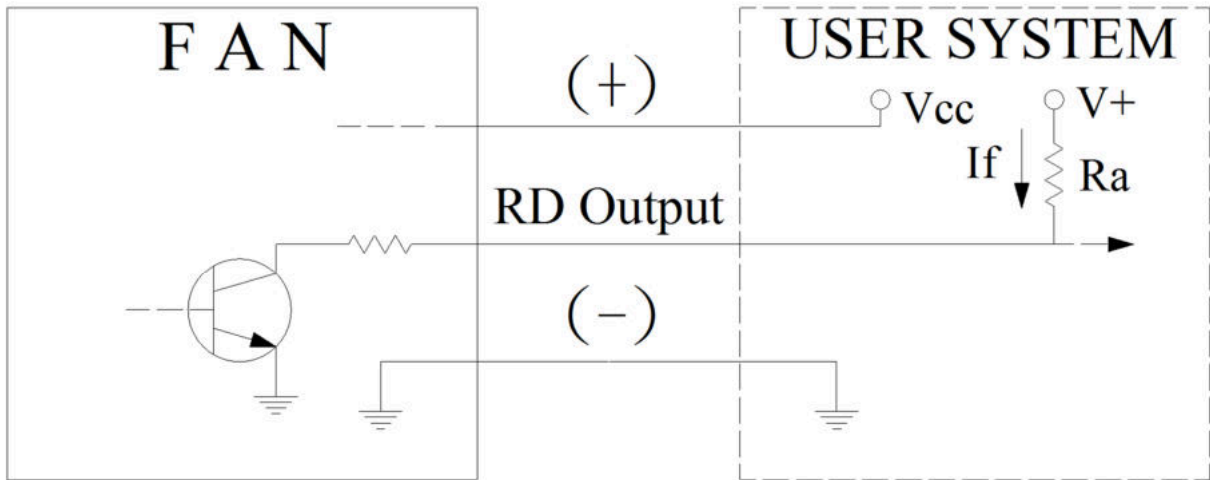 F A N
USER SYSTEM
(+)
Vcc
V+
If
Ra
RD Output
(-)